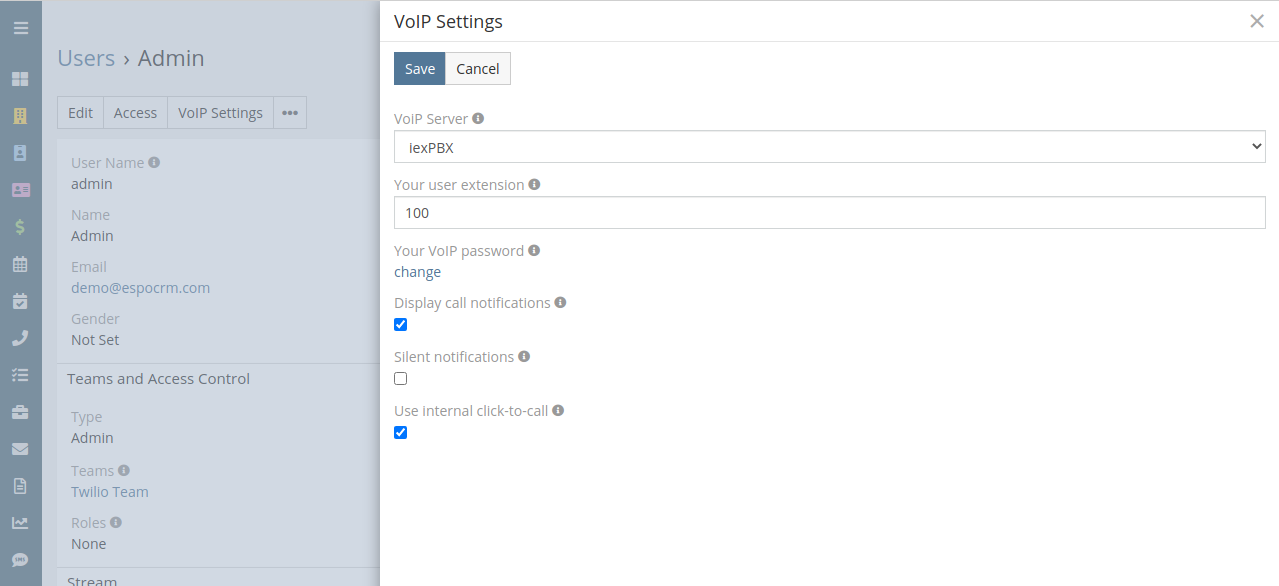 Users › Admin
Edit
Access
VoIP Settings
•••
User Name
admin
Name
Admin
Email
demo@espocrm.com
Gender
Not Set
Teams and Access Control
Type
Admin
Teams
Twilio Team
Roles
None
Stream
SMS
VoIP Settings
Save
Cancel
VoIP Server
iexPBX
Your user extension
100
Your VoIP password
change
Display call notifications
Silent notifications
Use internal click-to-call